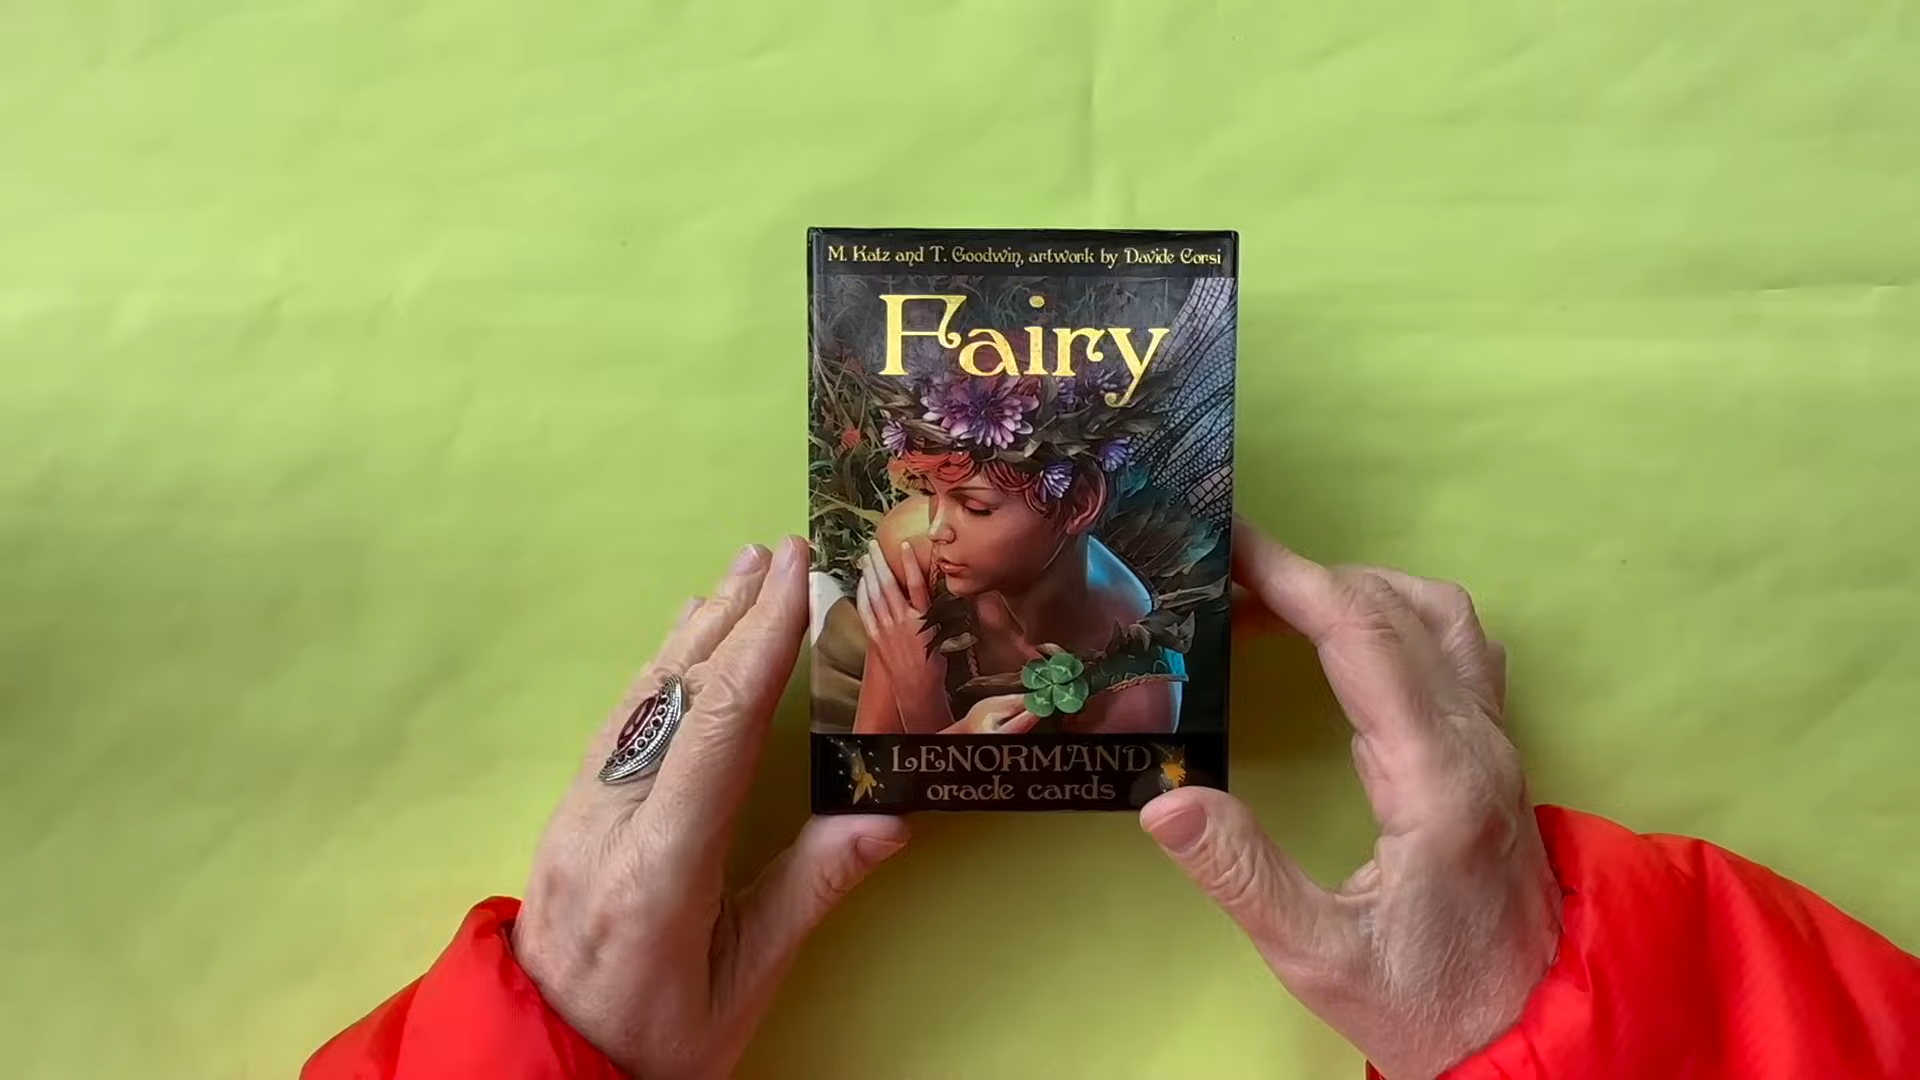 M. Katz and T. Goodwin, artwork by Davide Corsi
Fairy
LENORMAND
oracle cards